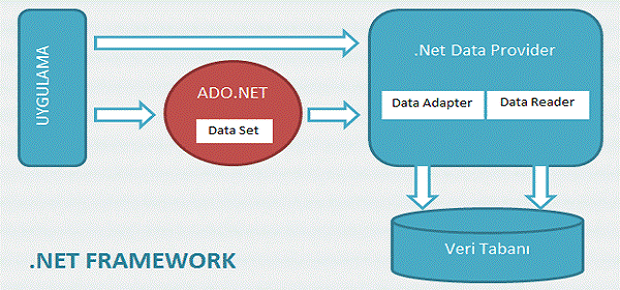 UYGULAMA
.Net Data Provider
ADO.NET
Data Set
Data Adapter
Data Reader
Veri Tabanı
.NET FRAMEWORK